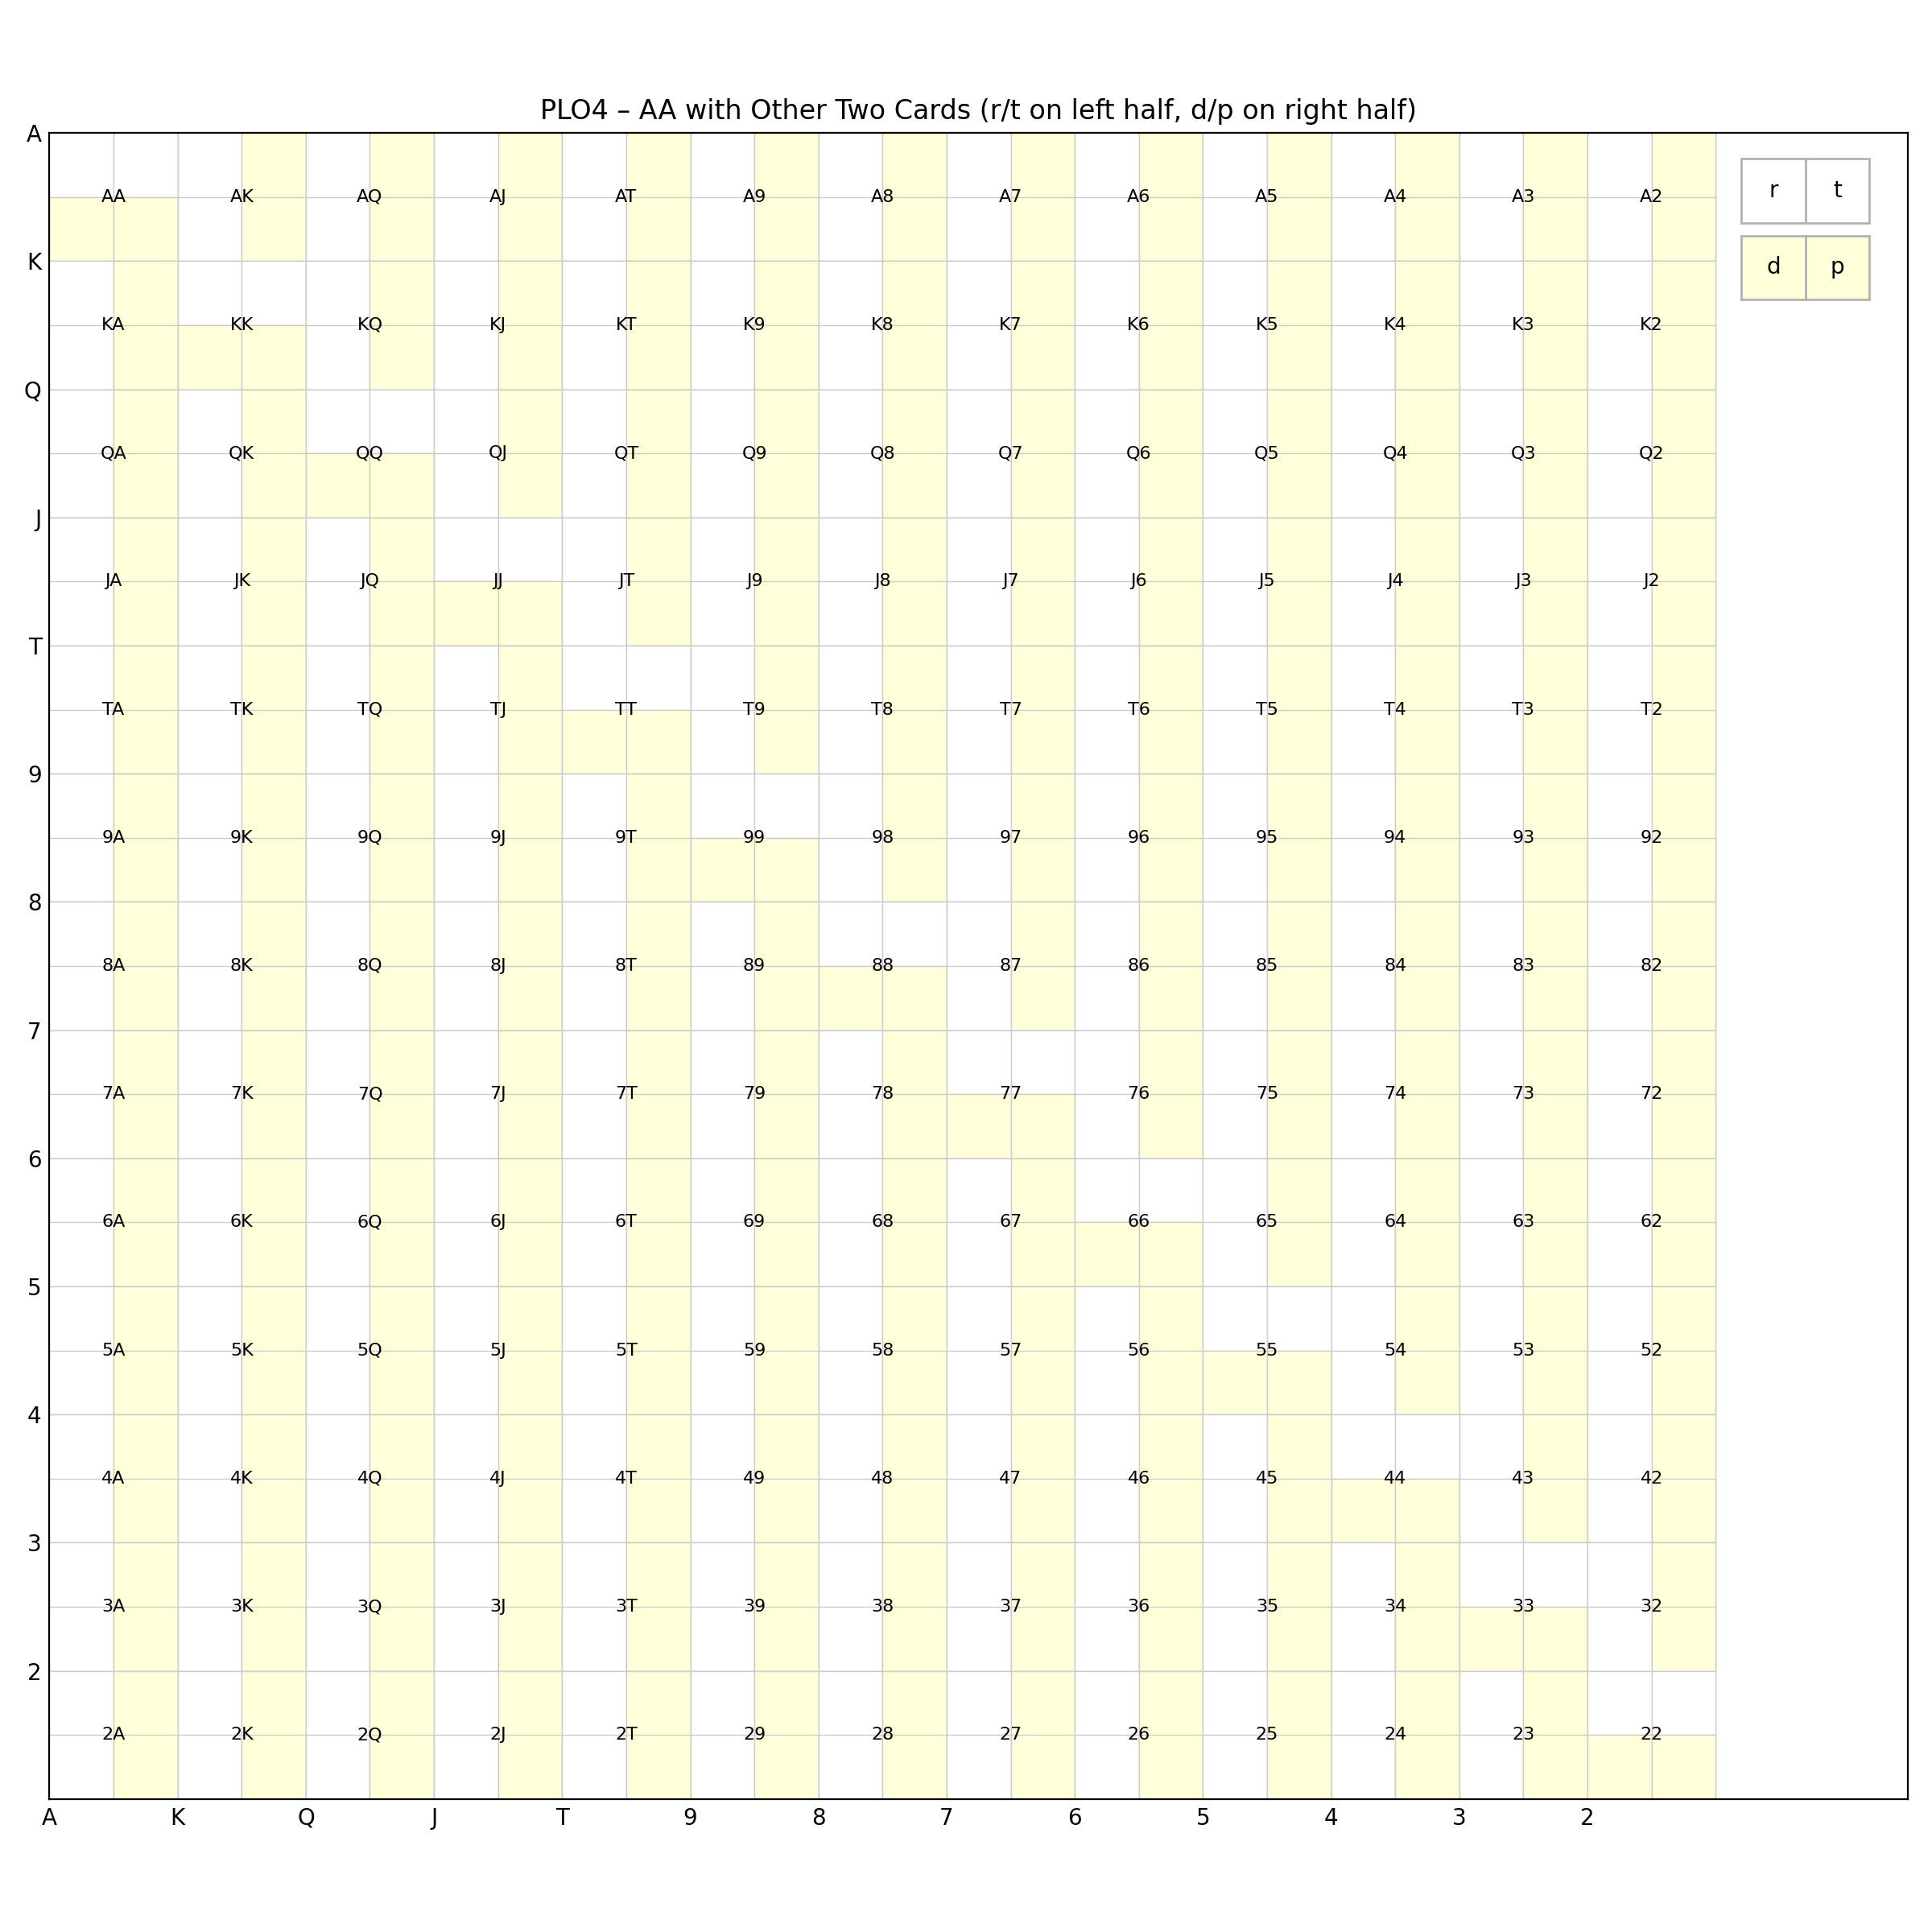 PLO4 – AA with Other Two Cards (r/t on left half, d/p on right half)
A
r t
AA AK AQ AJ AT A9 A8 A7 A6 A5 A4 A3 A2
K
d p
KA KK KQ KJ KT K9 K8 K7 K6 K5 K4 K3 K2
Q
QA QK QQ QJ QT Q9 Q8 Q7 Q6 Q5 Q4 Q3 Q2
J
JA JK JQ JJ JT J9 J8 J7 J6 J5 J4 J3 J2
T
TA TK TQ TJ TT T9 T8 T7 T6 T5 T4 T3 T2
9
9A 9K 9Q 9J 9T 99 98 97 96 95 94 93 92
8
8A 8K 8Q 8J 8T 89 88 87 86 85 84 83 82
7
7A 7K 7Q 7J 7T 79 78 77 76 75 74 73 72
6
6A 6K 6Q 6J 6T 69 68 67 66 65 64 63 62
5
5A 5K 5Q 5J 5T 59 58 57 56 55 54 53 52
4
4A 4K 4Q 4J 4T 49 48 47 46 45 44 43 42
3
3A 3K 3Q 3J 3T 39 38 37 36 35 34 33 32
2
2A 2K 2Q 2J 2T 29 28 27 26 25 24 23 22
A K Q J T 9 8 7 6 5 4 3 2